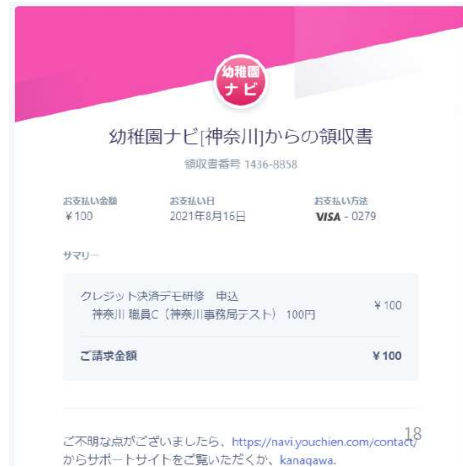 幼稚園
ナビ
幼稚園ナビ[神奈川]からの領収書
領収書番号 1436-8858
お支払い金額 お支払い日 お支払い方法
¥100 2021年8月16日 VISA - 0279
サマリー
クレジット決済デモ研修 申込
神奈川 職員C（神奈川事務局テスト） 100円 ¥100
ご請求金額 ¥100
18
ご不明な点がございましたら、https://navi.youchien.com/contact/
からサポートサイトをご覧いただくか、kanagawa.